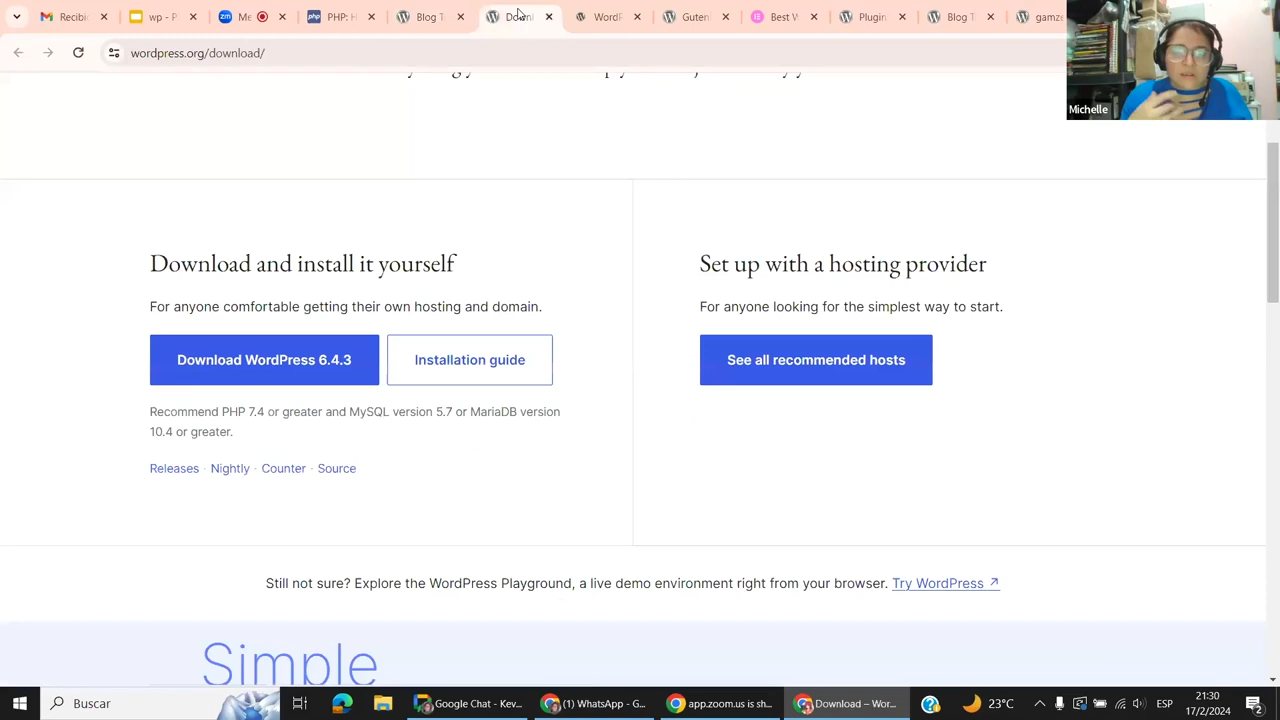 Recibi
wp - P
Me
PHP: H
Blog T
Downl
WordF
Guten
Best W
Plugin
Blog T
gamze
wordpress.org/download/
Michelle
Download and install it yourself
For anyone comfortable getting their own hosting and domain.
Download WordPress 6.4.3
Installation guide
Recommend PHP 7.4 or greater and MySQL version 5.7 or MariaDB version
10.4 or greater.
Releases · Nightly · Counter · Source
Set up with a hosting provider
For anyone looking for the simplest way to start.
See all recommended hosts
Still not sure? Explore the WordPress Playground, a live demo environment right from your browser. Try WordPress ↗
Simple
Buscar
Google Chat - Kev...
(1) WhatsApp - G...
app.zoom.us is sh...
Download – Wor...
23°C
ESP
21:30
17/2/2024
2